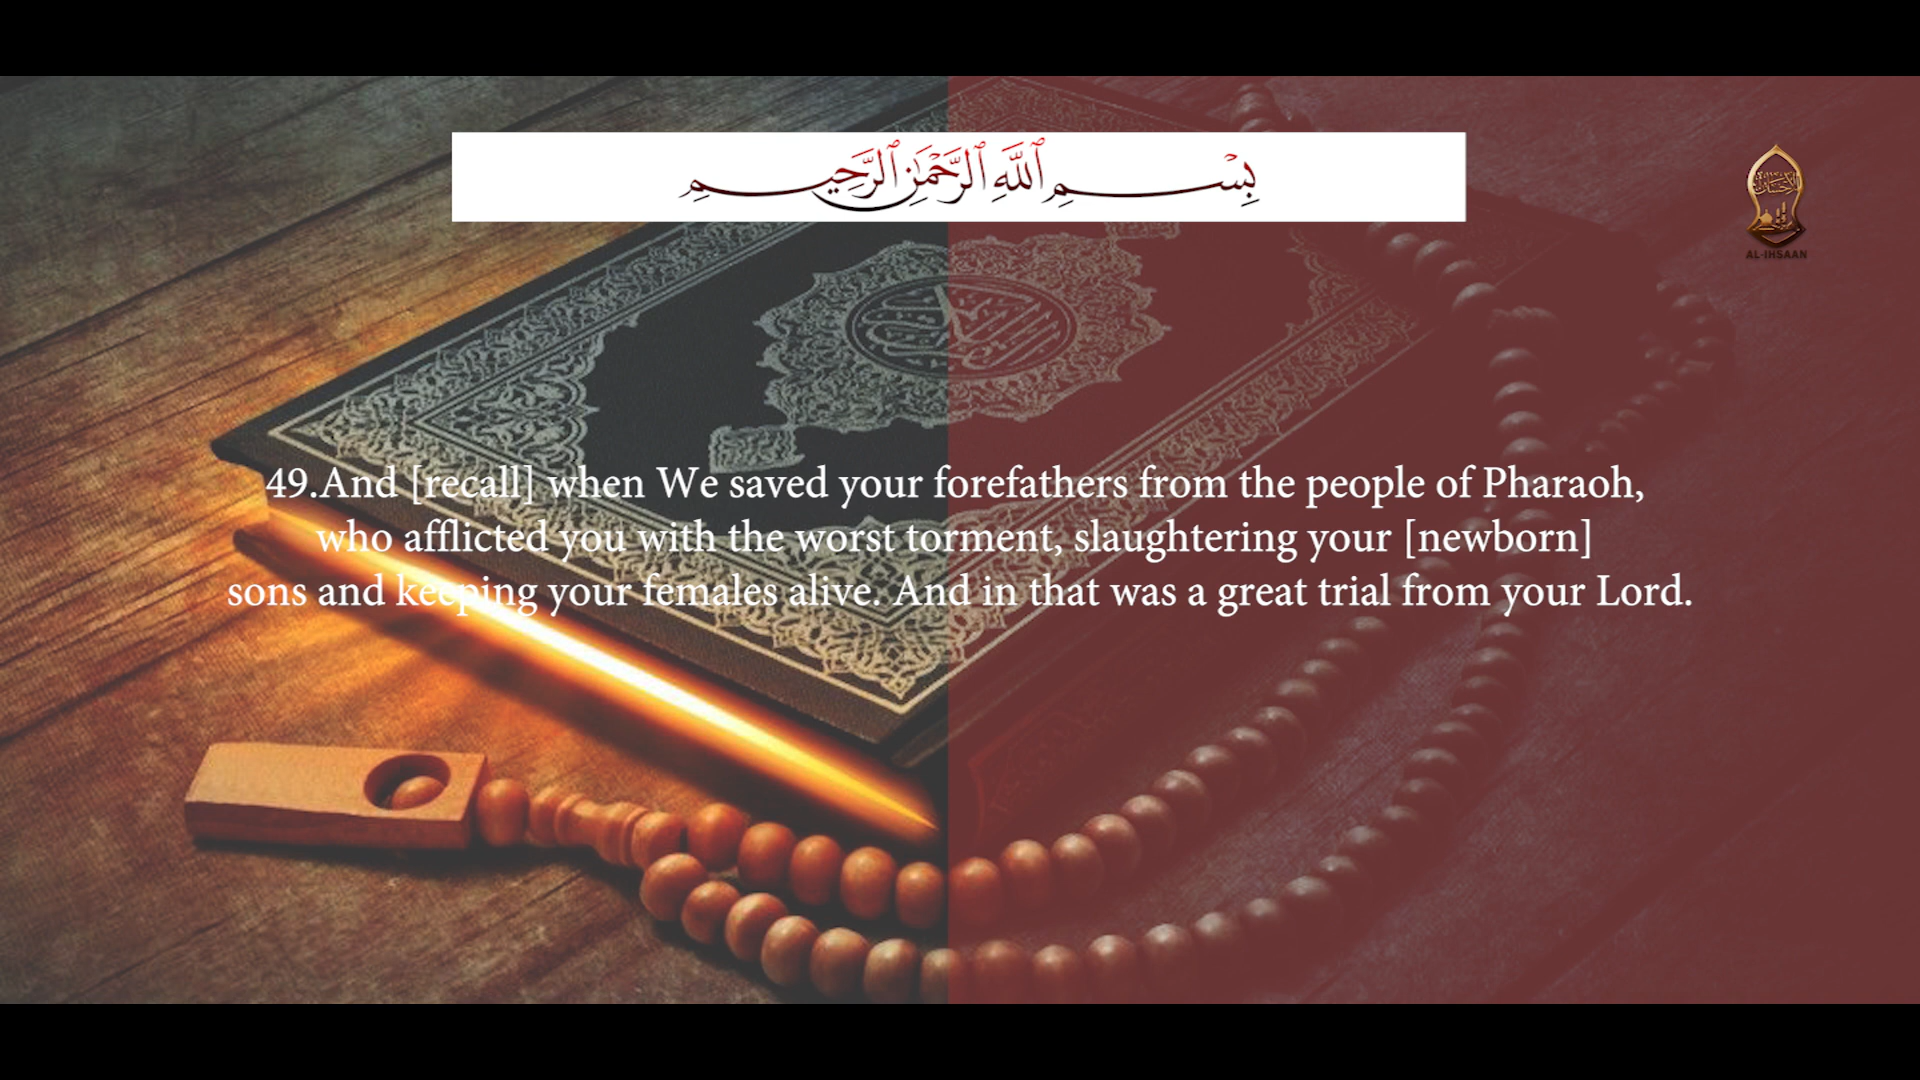 بِسْمِ ٱللَّهِ ٱلرَّحْمَٰنِ ٱلرَّحِيمِ
AL-IHSAAN
49.And [recall] when We saved your forefathers from the people of Pharaoh,
who afflicted you with the worst torment, slaughtering your [newborn]
sons and keeping your females alive. And in that was a great trial from your Lord.